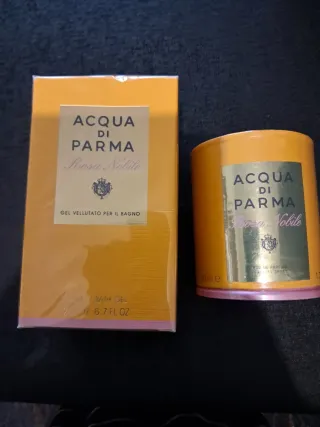 ACQUA
DI
PARMA
Rosa Nobile
GEL VELLUTATO PER IL BAGNO
6.7 FL OZ
ACQUA
DI
PARMA
Rosa Nobile